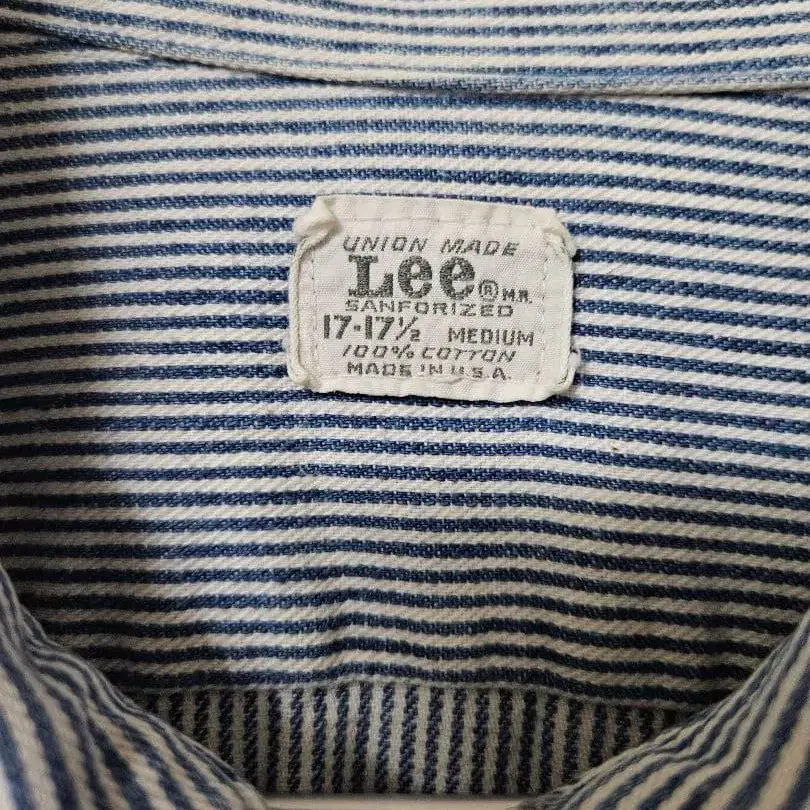 UNION MADE
Lee® M.R.
SANFORIZED
17-17½ MEDIUM
100% COTTON
MADE IN U.S.A.